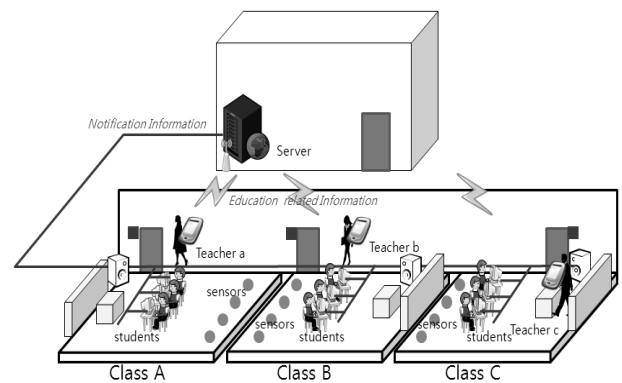 Notification Information
Server
Education related Information
Teacher a
Teacher b
sensors
sensors
sensors
Teacher c
students
students
students
Class A
Class B
Class C